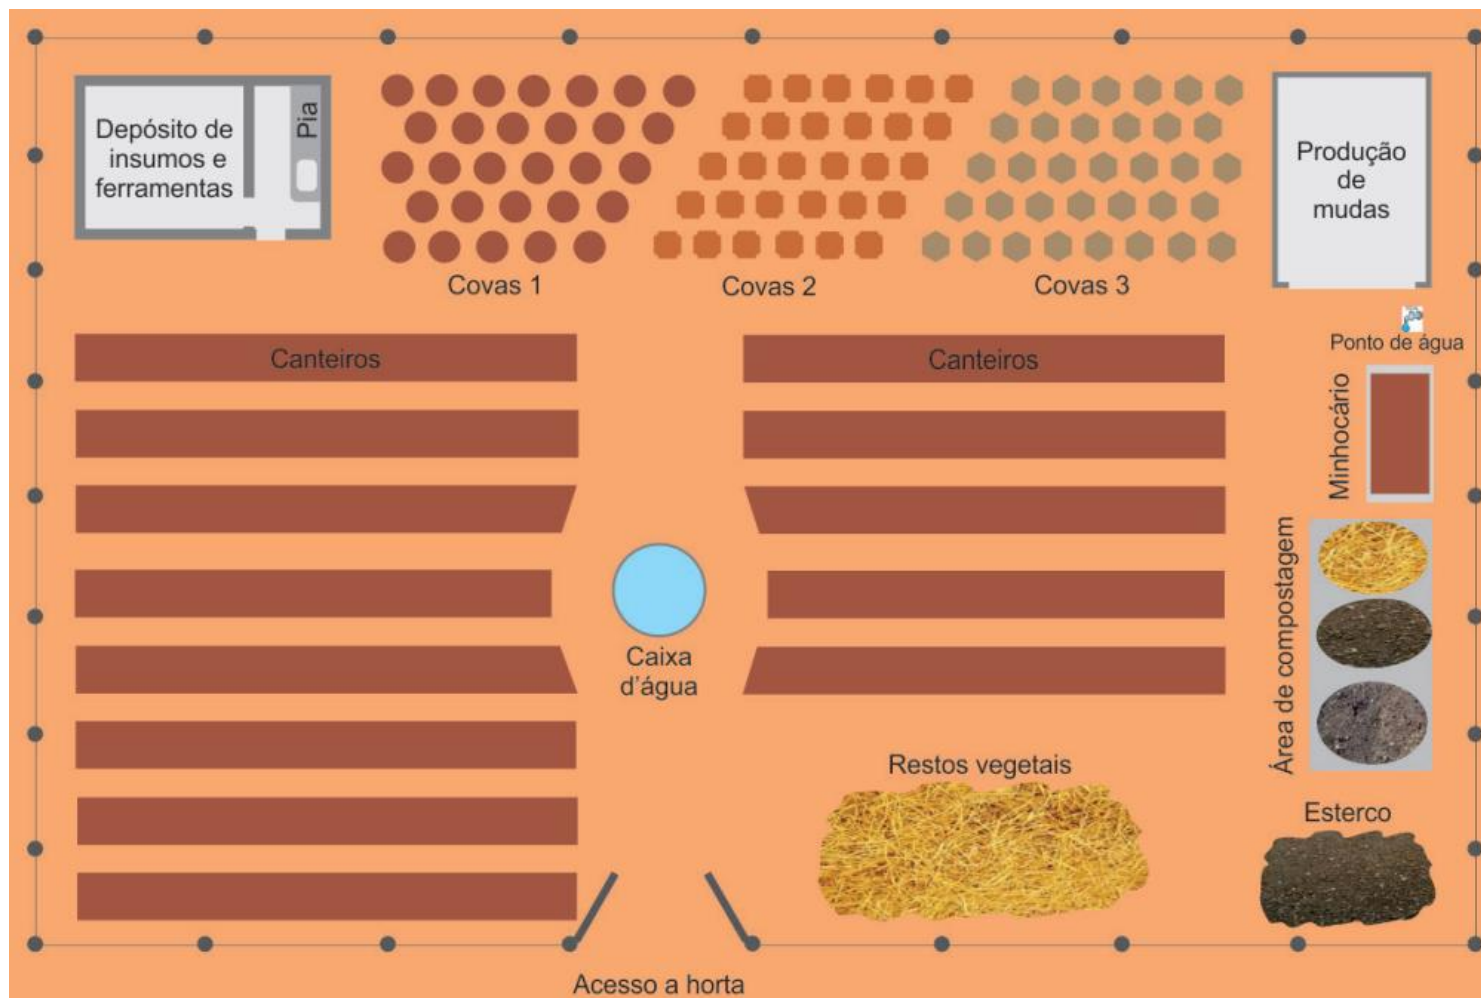 Depósito de
insumos e
ferramentas
Pia
Produção
de
mudas
Covas 1
Covas 2
Covas 3
Ponto de água
Canteiros
Canteiros
Minhocário
Caixa
d'água
Área de compostagem
Restos vegetais
Esterco
Acesso a horta